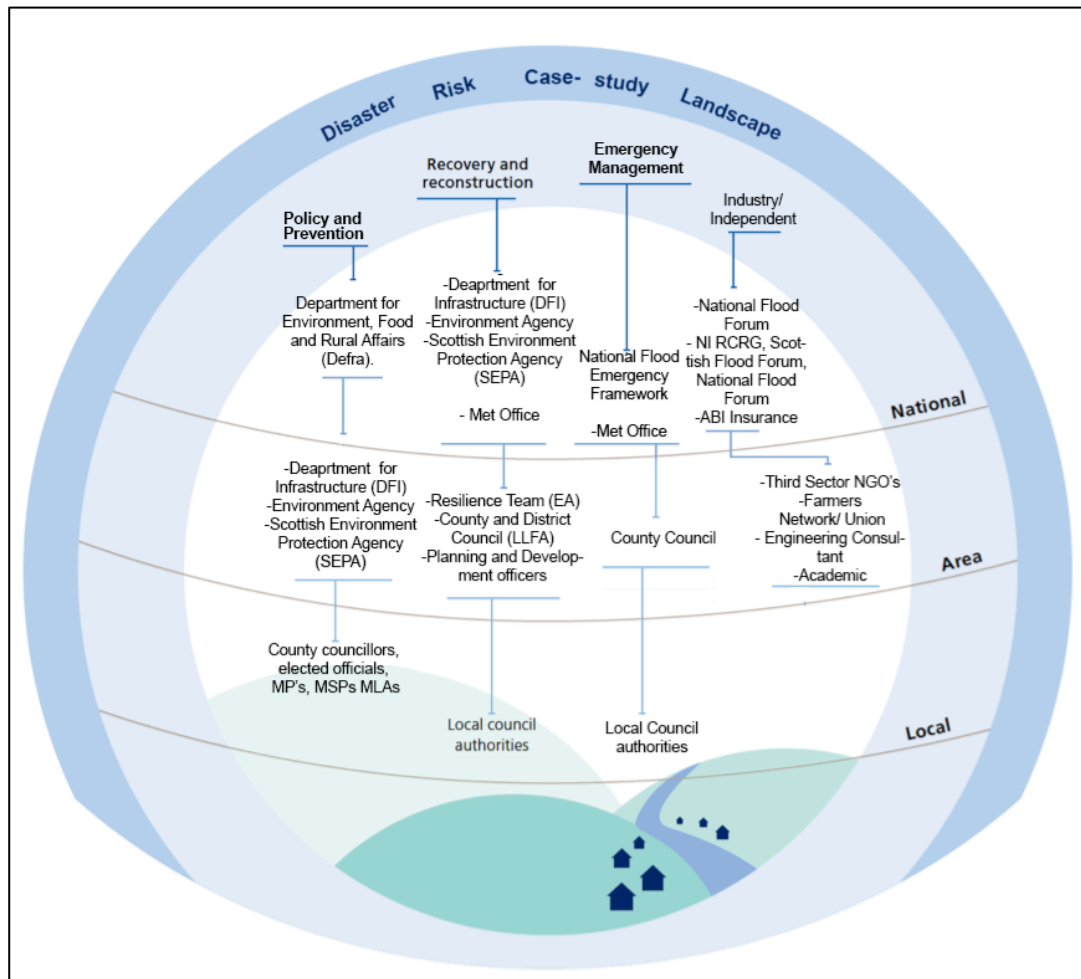 Disaster Risk Case- study Landscape
Policy and
Prevention
Department for
Environment, Food
and Rural Affairs
(Defra).
-Deaprtment for
Infrastructure (DFI)
-Environment Agency
-Scottish Environment
Protection Agency
(SEPA)
County councillors,
elected officials,
MP's, MSPs MLAs
Recovery and
reconstruction
-Deaprtment for
Infrastructure (DFI)
-Environment Agency
-Scottish Environment
Protection Agency
(SEPA)
- Met Office
-Resilience Team (EA)
-County and District
Council (LLFA)
-Planning and Develop-
ment officers
Local council
authorities
Emergency
Management
National Flood
Emergency
Framework
-Met Office
County Council
Local Council
authorities
Industry/
Independent
-National Flood
Forum
- NI RCRG, Scot-
tish Flood Forum,
National Flood
Forum
-ABI Insurance
-Third Sector NGO's
-Farmers
Network/ Union
- Engineering Consul-
tant
-Academic
National
Area
Local